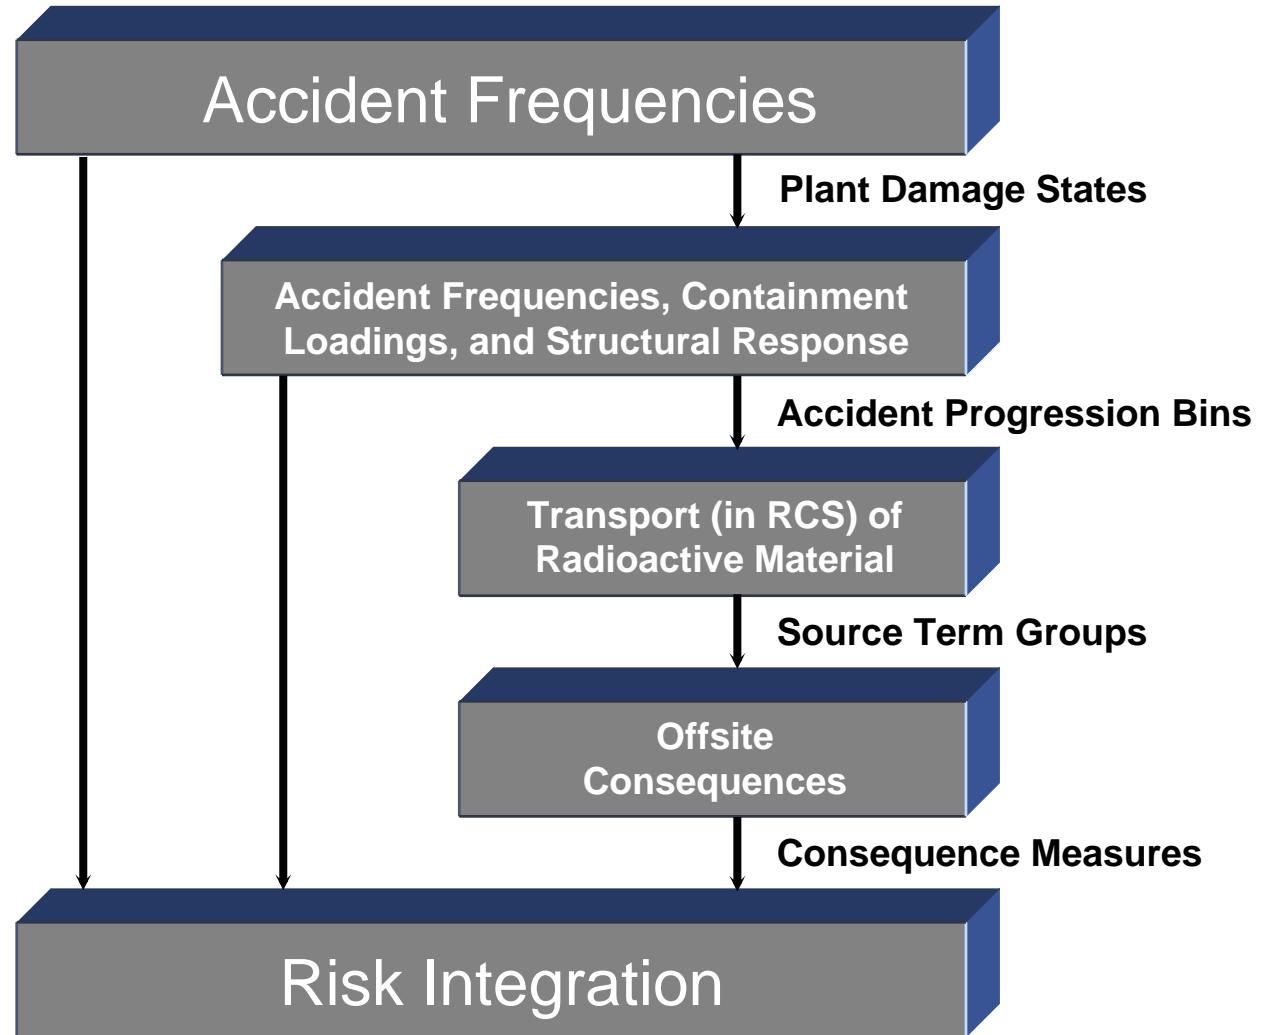 Accident Frequencies
Plant Damage States
Accident Frequencies, Containment
Loadings, and Structural Response
Accident Progression Bins
Transport (in RCS) of
Radioactive Material
Source Term Groups
Offsite
Consequences
Consequence Measures
Risk Integration